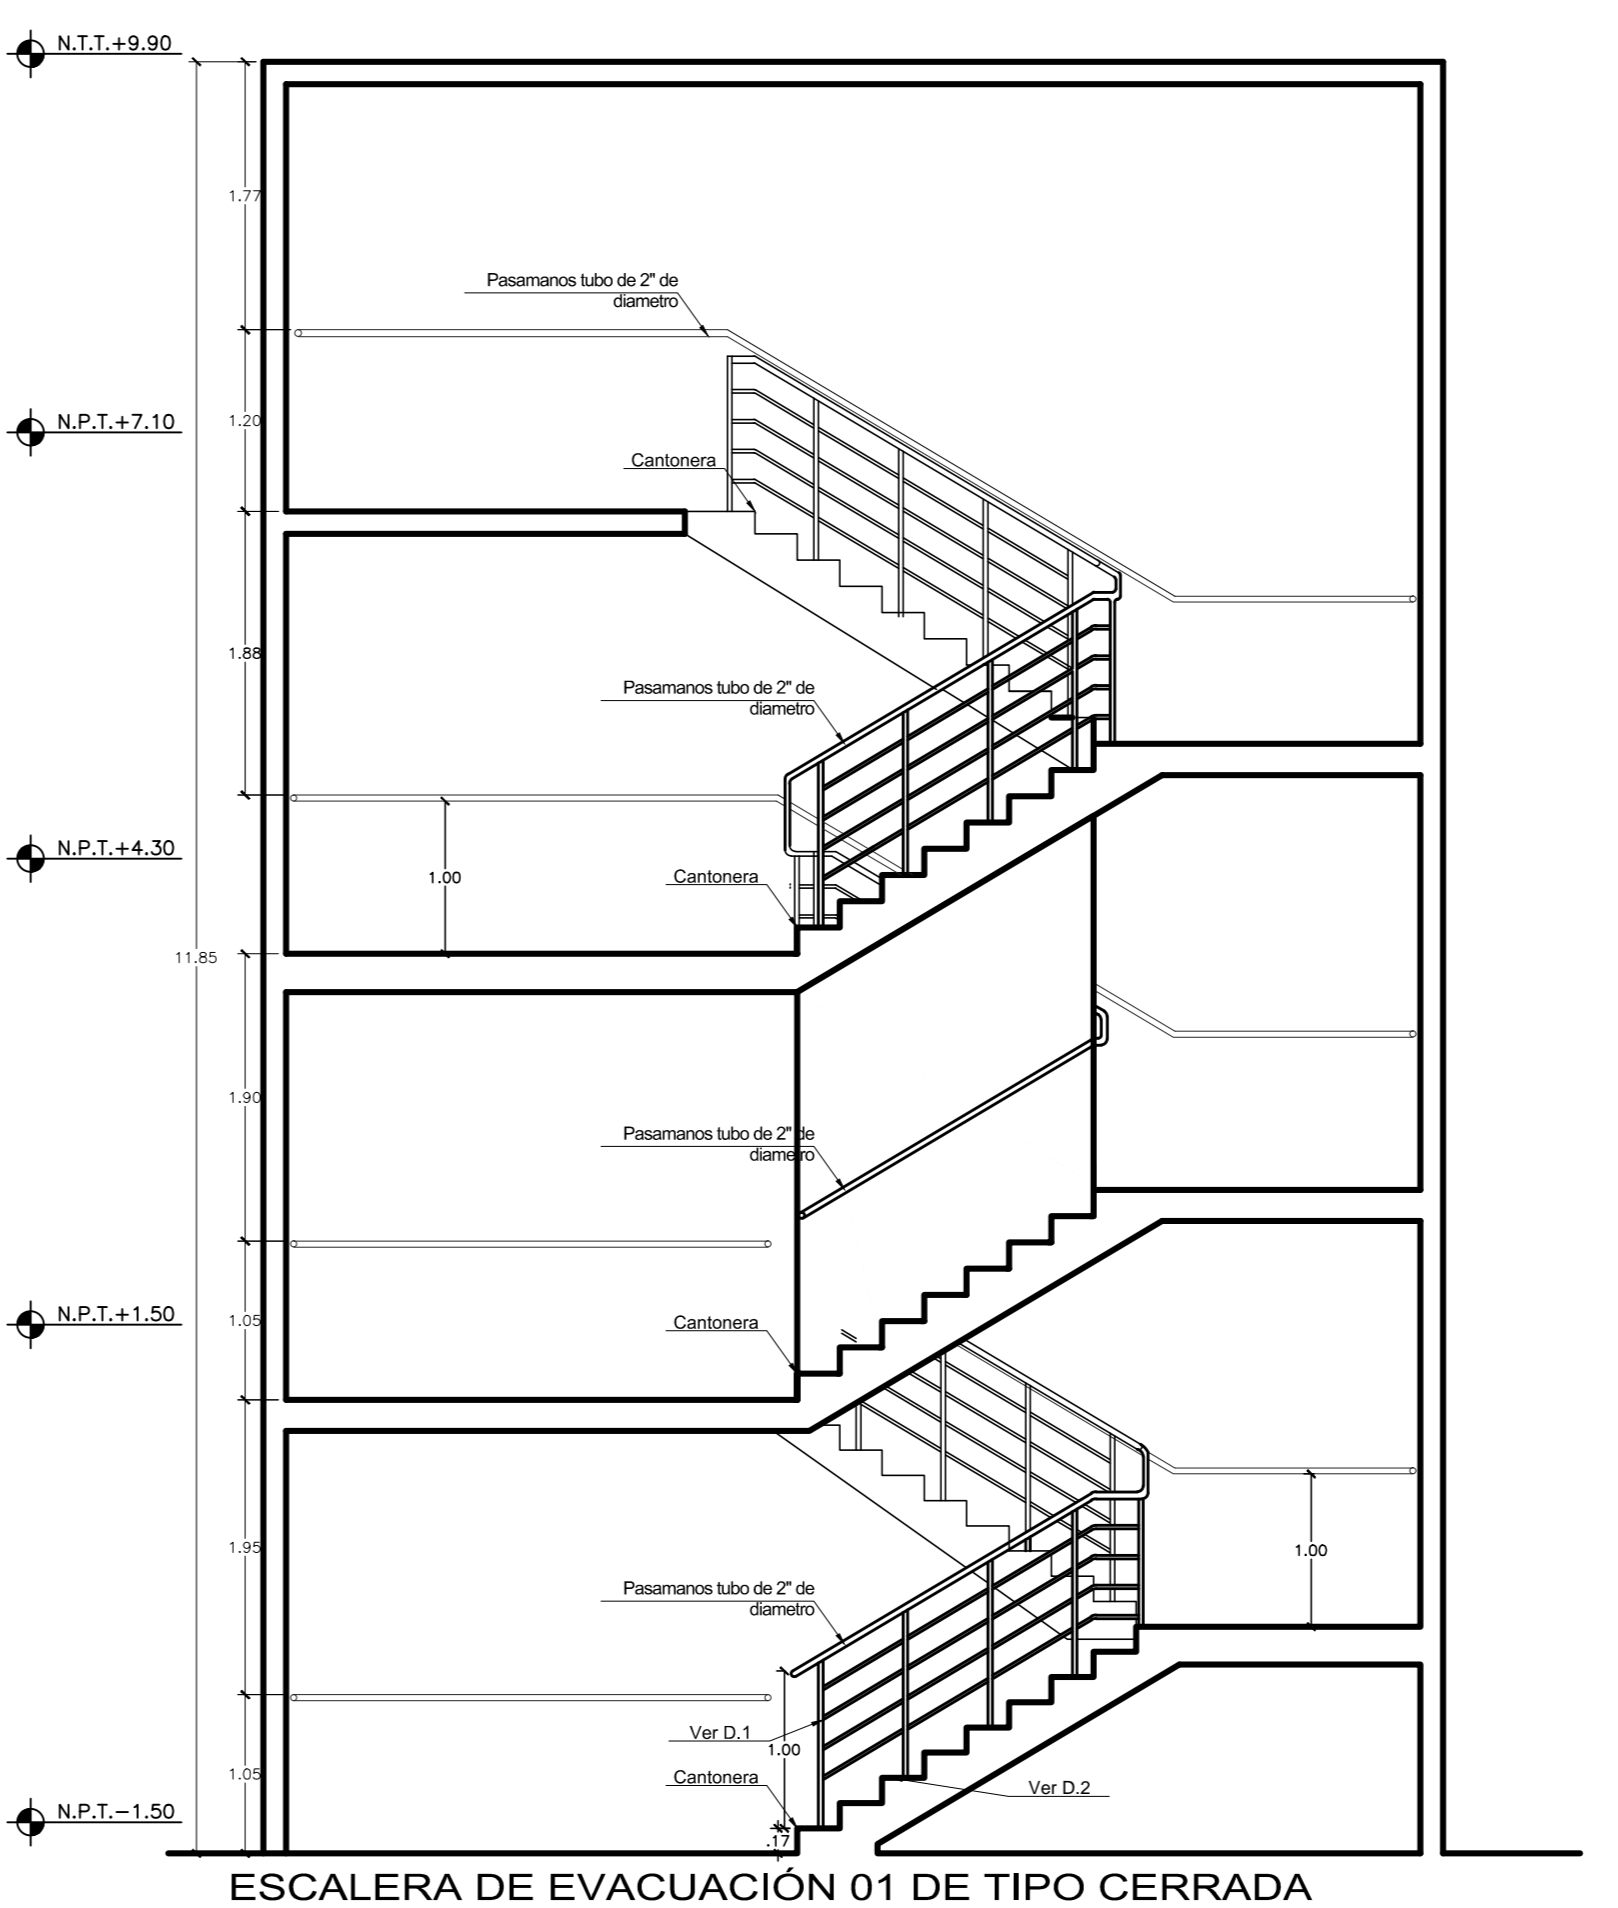 N.T.T.+9.90
1.77
Pasamanos tubo de 2" de
diametro
N.P.T.+7.10
1.20
Cantonera
1.88
Pasamanos tubo de 2" de
diametro
N.P.T.+4.30
1.00
Cantonera
11.85
1.90
Pasamanos tubo de 2" de
diametro
N.P.T.+1.50
1.05
Cantonera
1.95
1.00
Pasamanos tubo de 2" de
diametro
Ver D.1
1.00
1.05
Cantonera
Ver D.2
N.P.T.−1.50
.17
ESCALERA DE EVACUACIÓN 01 DE TIPO CERRADA